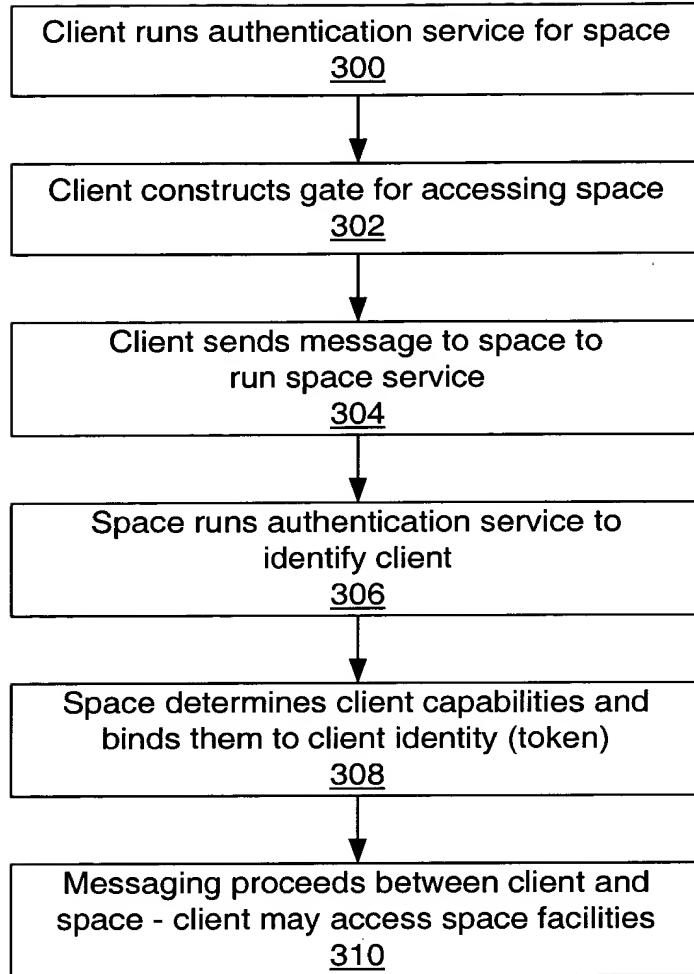 Client runs authentication service for space
300
Client constructs gate for accessing space
302
Client sends message to space to
run space service
304
Space runs authentication service to
identify client
306
Space determines client capabilities and
binds them to client identity (token)
308
Messaging proceeds between client and
space - client may access space facilities
310